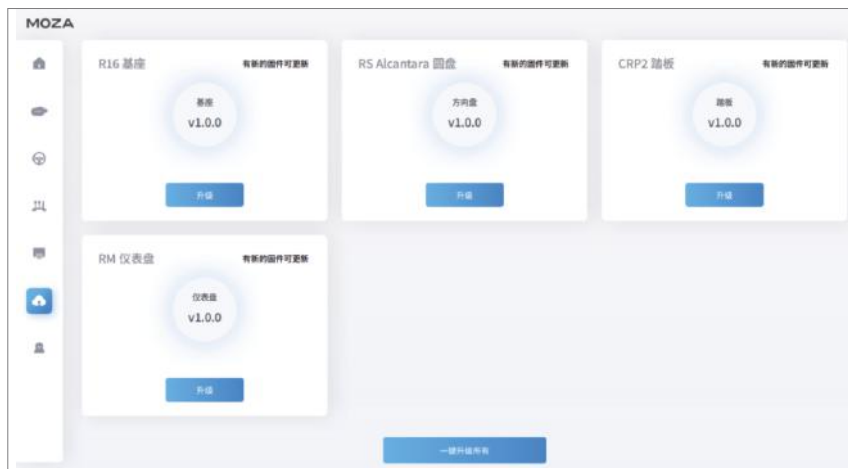 MOZA
R16 基座
有新的固件可更新
基座
v1.0.0
升级
RS Alcantara 圆盘
有新的固件可更新
方向盘
v1.0.0
升级
CRP2 踏板
有新的固件可更新
踏板
v1.0.0
升级
RM 仪表盘
有新的固件可更新
仪表盘
v1.0.0
升级
一键升级所有